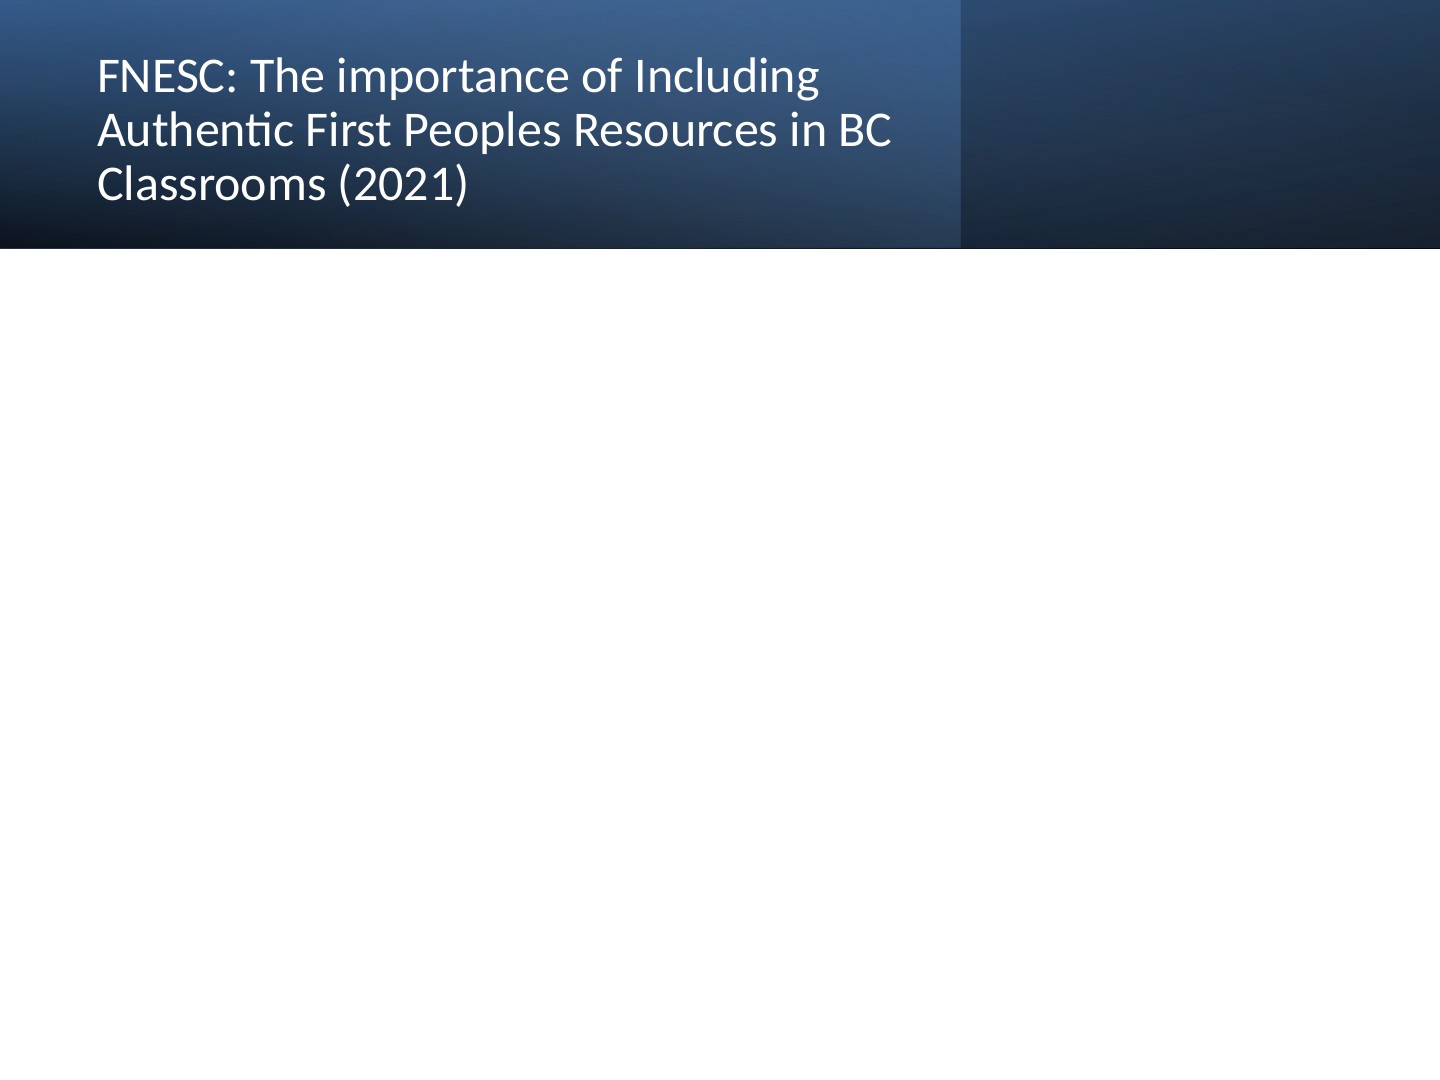 FNESC: The importance of Including
Authentic First Peoples Resources in BC
Classrooms (2021)